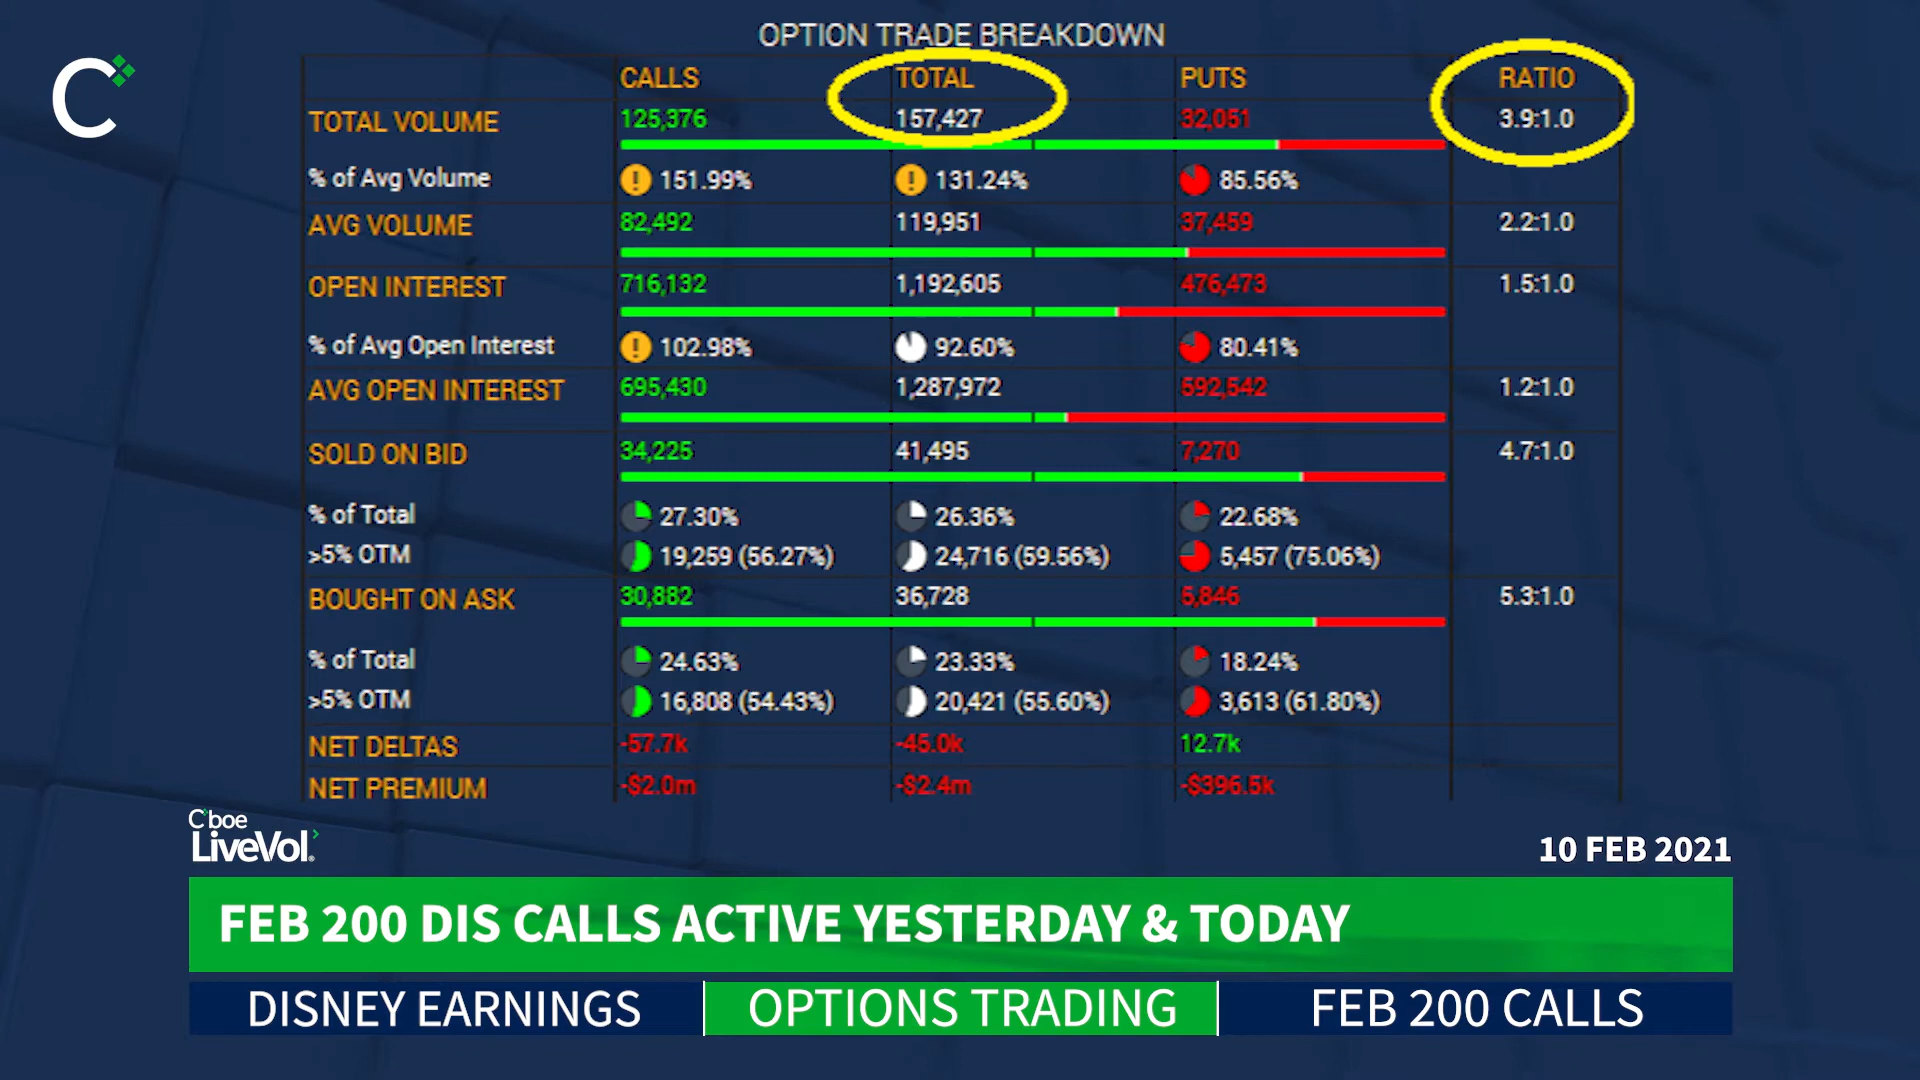 OPTION TRADE BREAKDOWN
CALLS TOTAL PUTS RATIO
TOTAL VOLUME 125,376 157,427 32,051 3.9:1.0
% of Avg Volume 151.99% 131.24% 85.56%
AVG VOLUME 82,492 119,951 37,459 2.2:1.0
OPEN INTEREST 716,132 1,192,605 476,473 1.5:1.0
% of Avg Open Interest 102.98% 92.60% 80.41%
AVG OPEN INTEREST 695,430 1,287,972 592,542 1.2:1.0
SOLD ON BID 34,225 41,495 7,270 4.7:1.0
% of Total 27.30% 26.36% 22.68%
>5% OTM 19,259 (56.27%) 24,716 (59.56%) 5,457 (75.06%)
BOUGHT ON ASK 30,882 36,728 5,846 5.3:1.0
% of Total 24.63% 23.33% 18.24%
>5% OTM 16,808 (54.43%) 20,421 (55.60%) 3,613 (61.80%)
NET DELTAS -57.7k -45.0k 12.7k
NET PREMIUM -$2.0m -$2.4m -$396.5k
Cboe
LiveVol
10 FEB 2021
FEB 200 DIS CALLS ACTIVE YESTERDAY & TODAY
DISNEY EARNINGS OPTIONS TRADING FEB 200 CALLS